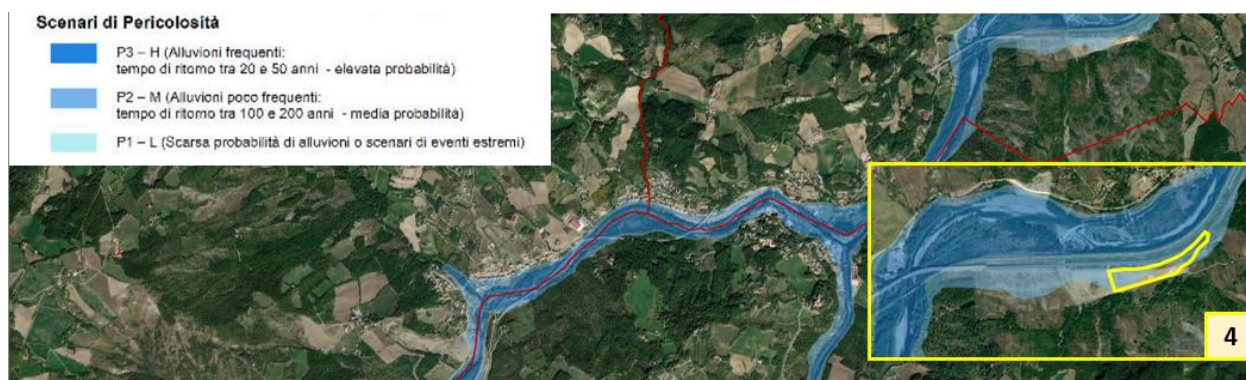 Scenari di Pericolosità
P3 – H (Alluvioni frequenti:
tempo di ritorno tra 20 e 50 anni - elevata probabilità)
P2 – M (Alluvioni poco frequenti:
tempo di ritorno tra 100 e 200 anni - media probabilità)
P1 – L (Scarsa probabilità di alluvioni o scenari di eventi estremi)
4